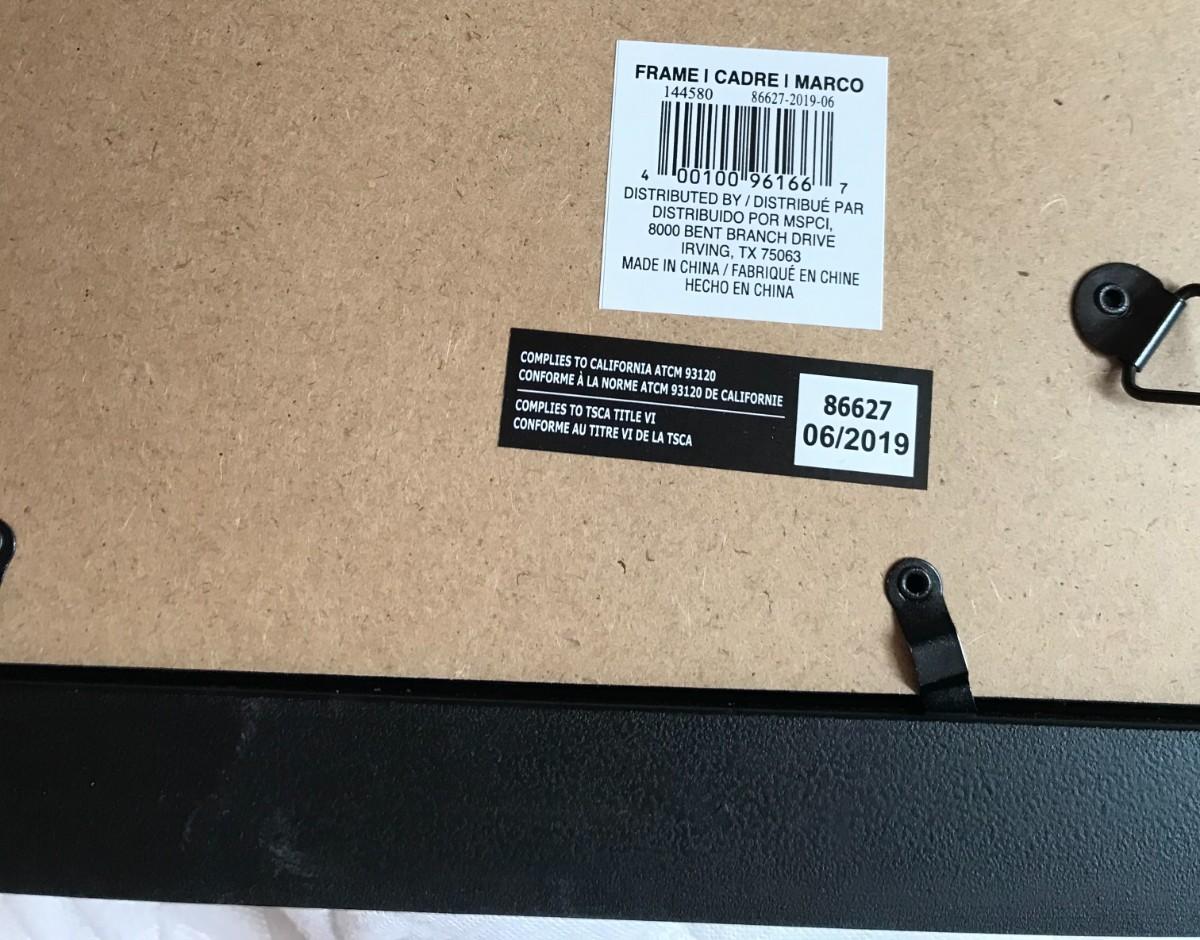 FRAME | CADRE | MARCO
144580 86627-2019-06
4 00100 96166 7
DISTRIBUTED BY / DISTRIBUÉ PAR
DISTRIBUIDO POR MSPCI,
8000 BENT BRANCH DRIVE
IRVING, TX 75063
MADE IN CHINA / FABRIQUÉ EN CHINE
HECHO EN CHINA
COMPLIES TO CALIFORNIA ATCM 93120
CONFORME À LA NORME ATCM 93120 DE CALIFORNIE
COMPLIES TO TSCA TITLE VI
CONFORME AU TITRE VI DE LA TSCA
86627
06/2019